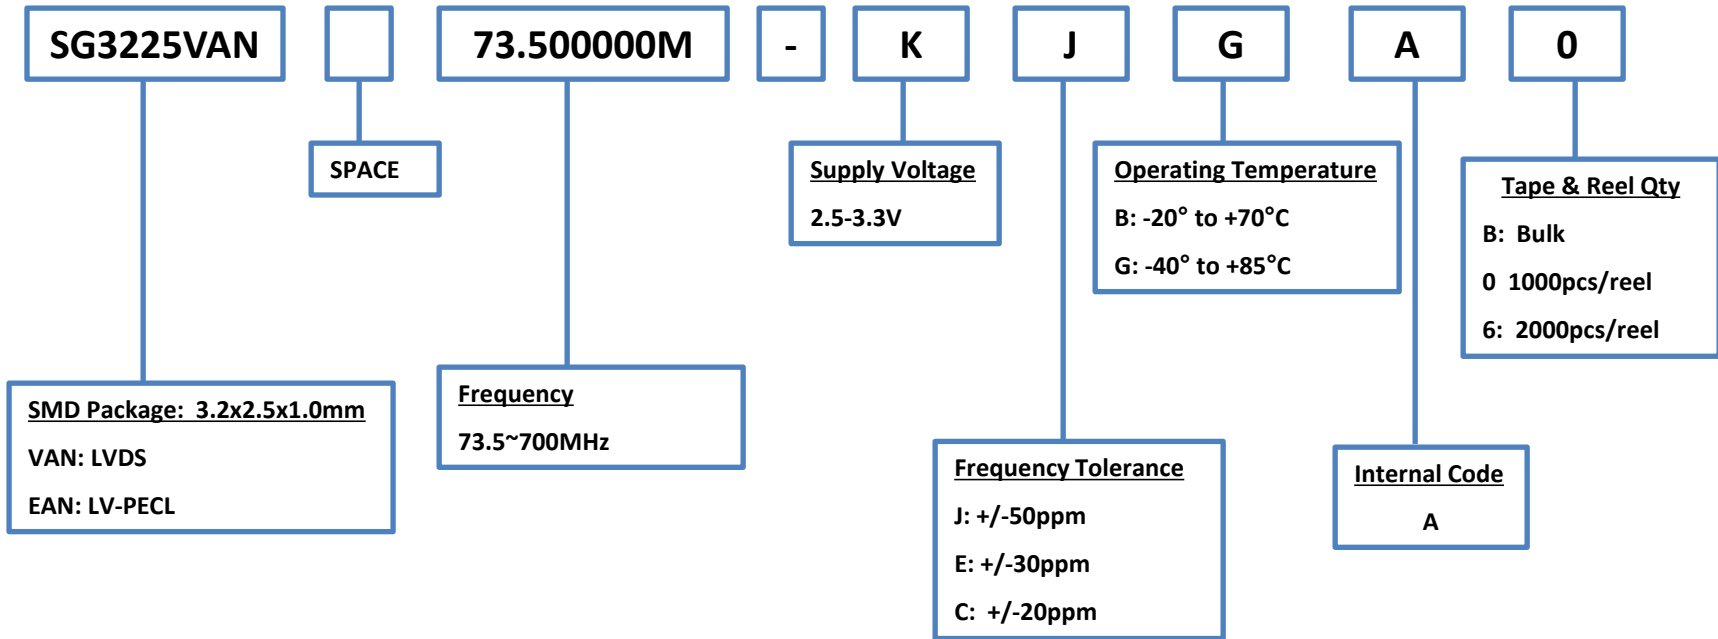 SG3225VAN 73.500000M - K J G A 0
SPACE
Supply Voltage
2.5-3.3V
Operating Temperature
B: -20° to +70°C
G: -40° to +85°C
Tape & Reel Qty
B: Bulk
0 1000pcs/reel
6: 2000pcs/reel
SMD Package: 3.2x2.5x1.0mm
VAN: LVDS
EAN: LV-PECL
Frequency
73.5~700MHz
Frequency Tolerance
J: +/-50ppm
E: +/-30ppm
C: +/-20ppm
Internal Code
A